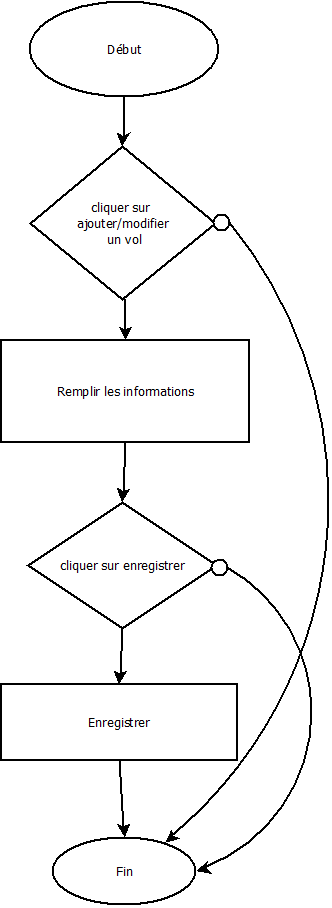 Début
cliquer sur
ajouter/modifier
un vol
Remplir les informations
cliquer sur enregistrer
Enregistrer
Fin